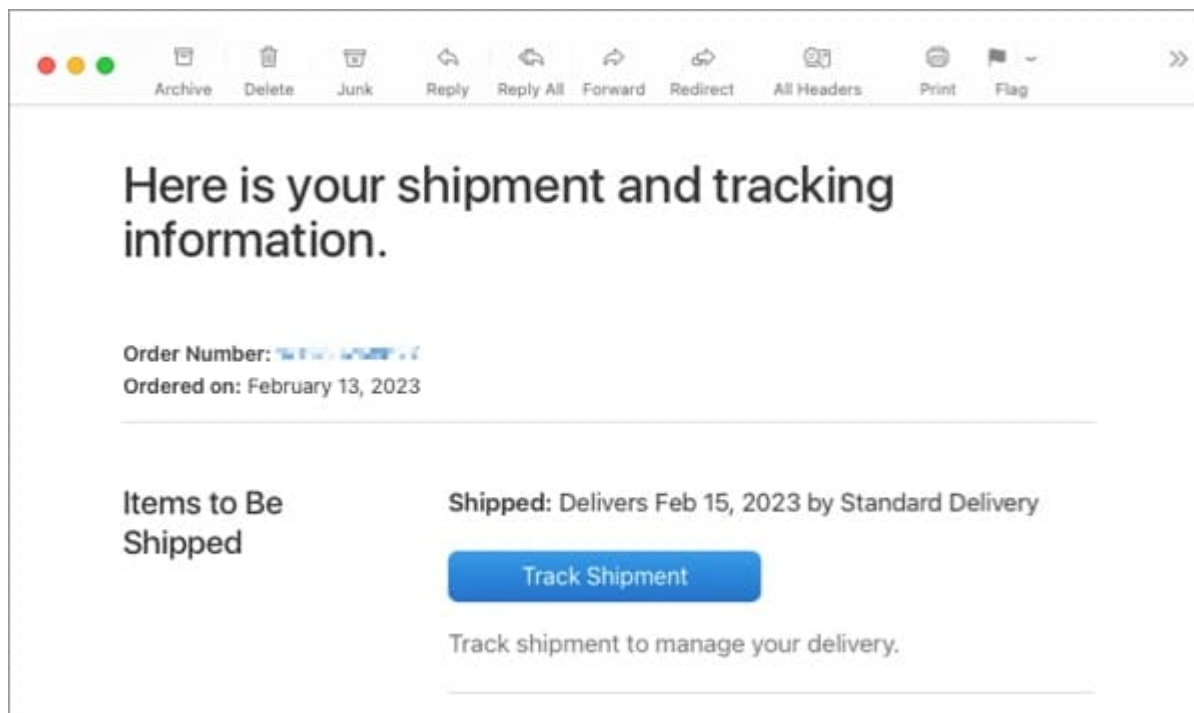 Archive Delete Junk Reply Reply All Forward Redirect All Headers Print Flag
Here is your shipment and tracking
information.
Order Number:
Ordered on: February 13, 2023
Items to Be
Shipped
Shipped: Delivers Feb 15, 2023 by Standard Delivery
Track Shipment
Track shipment to manage your delivery.